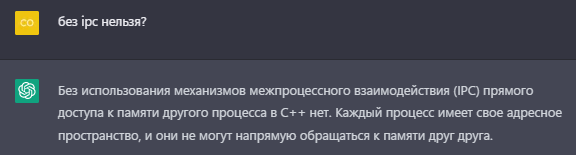 CO
без ipc нельзя?
Без использования механизмов межпроцессного взаимодействия (IPC) прямого
доступа к памяти другого процесса в C++ нет. Каждый процесс имеет свое адресное
пространство, и они не могут напрямую обращаться к памяти друг друга.